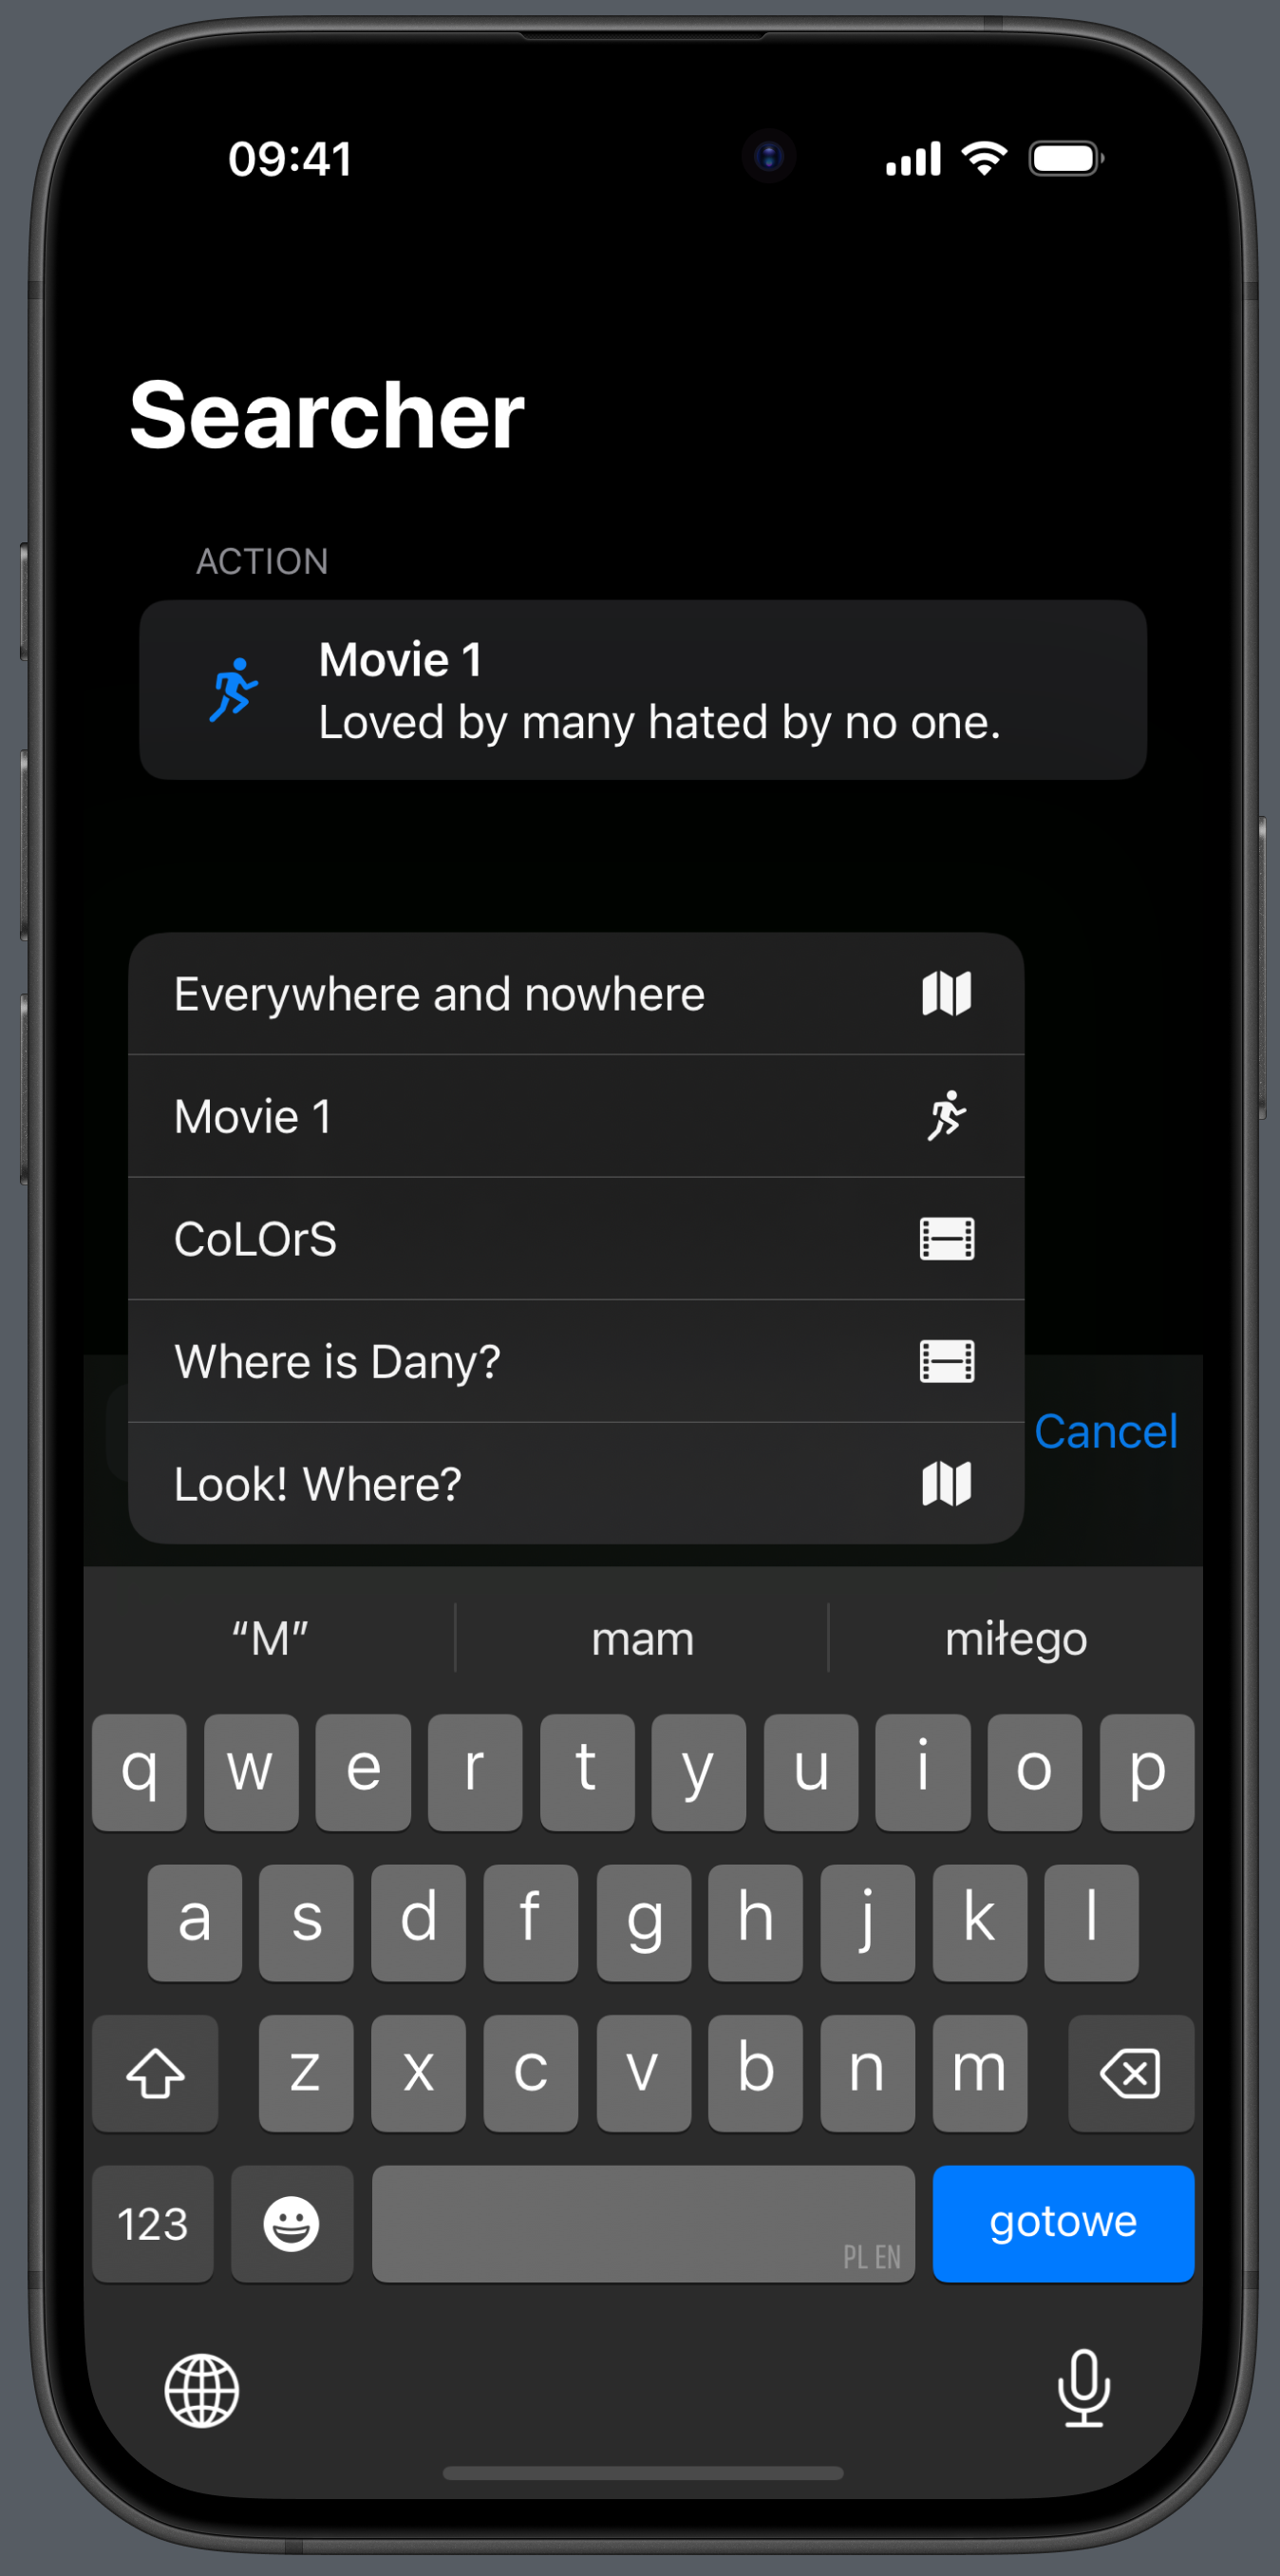 09:41
Searcher
ACTION
Movie 1
Loved by many hated by no one.
Everywhere and nowhere
Movie 1
CoLOrS
Where is Dany?
Cancel
Look! Where?
“M” mam miłego
q w e r t y u i o p
a s d f g h j k l
z x c v b n m
123 PL EN gotowe